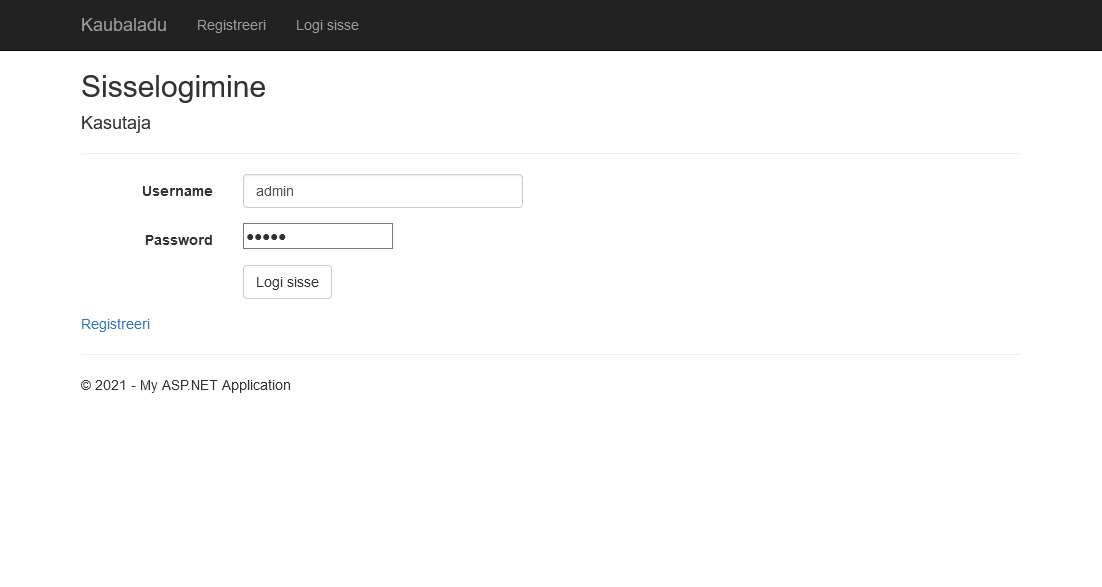 Kaubaladu Registreeri Logi sisse
Sisselogimine
Kasutaja
Username admin
Password •••••
Logi sisse
Registreeri
© 2021 - My ASP.NET Application